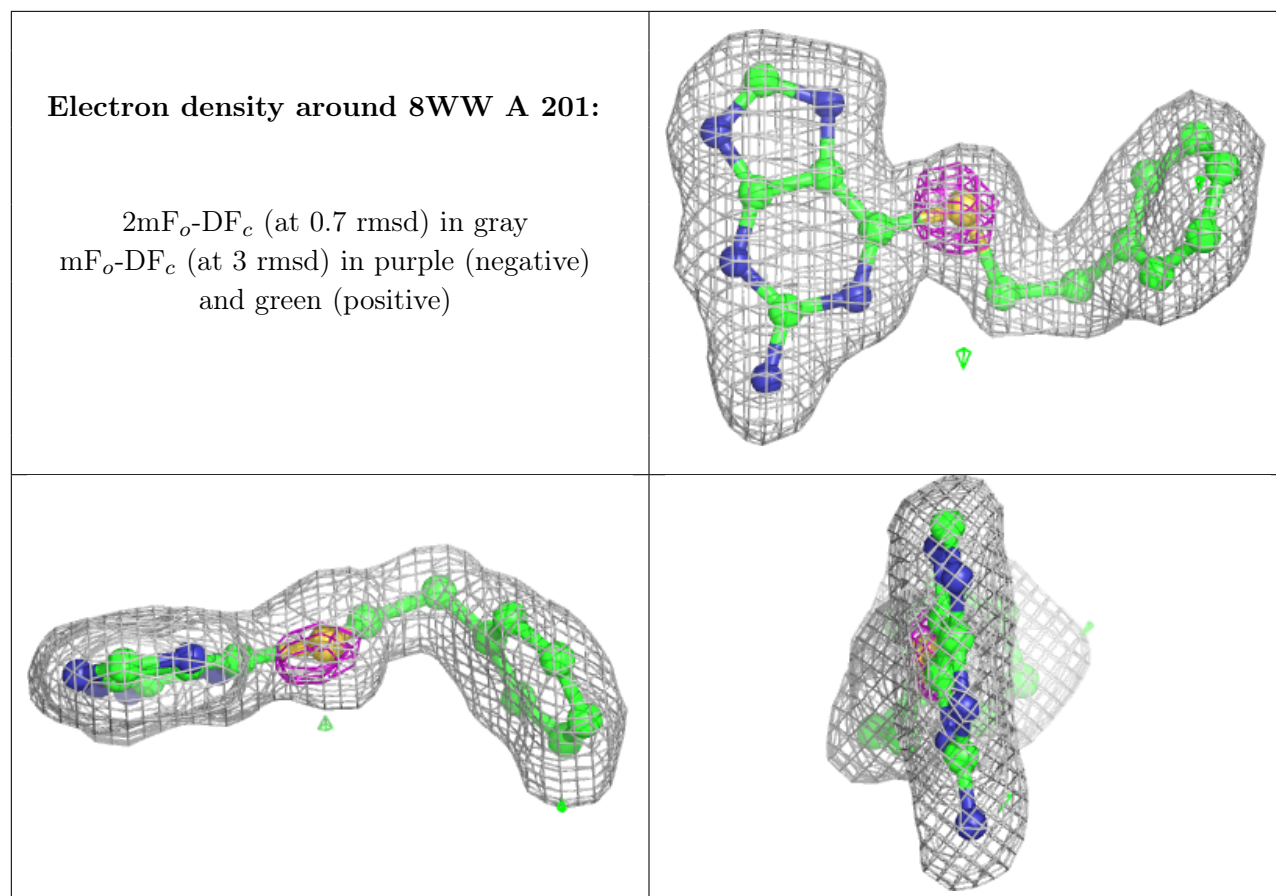 Electron density around 8WW A 201:
2mFo-DFc (at 0.7 rmsd) in gray
mFo-DFc (at 3 rmsd) in purple (negative)
and green (positive)